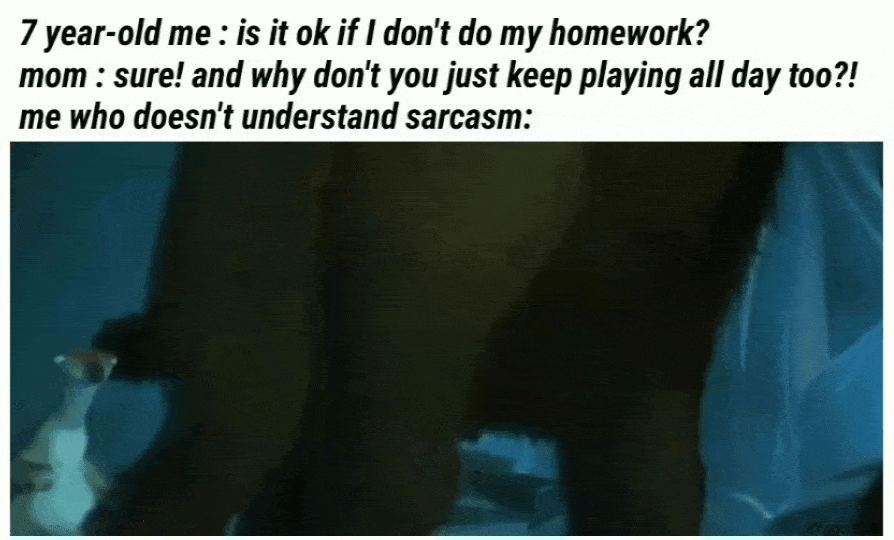 7 year-old me : is it ok if I don't do my homework?
mom : sure! and why don't you just keep playing all day too?!
me who doesn't understand sarcasm: